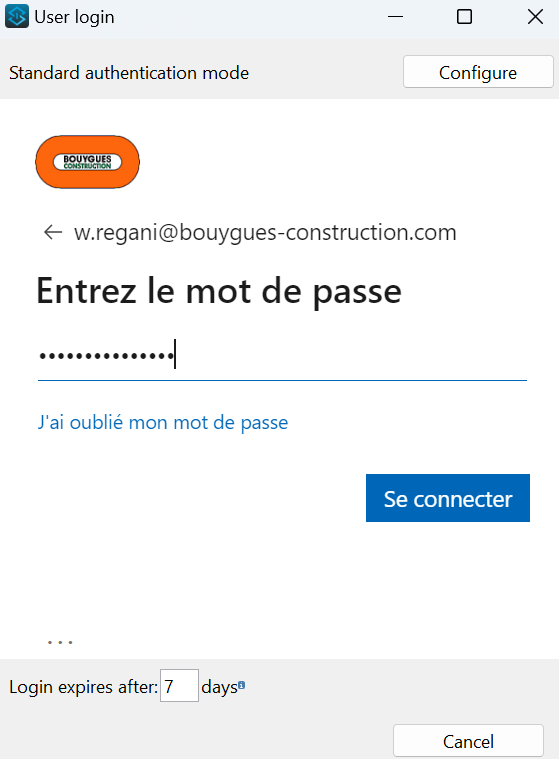 User login
Standard authentication mode
Configure
BOUYGUES
CONSTRUCTION
← w.regani@bouygues-construction.com
Entrez le mot de passe
•••••••••••••••
J'ai oublié mon mot de passe
Se connecter
...
Login expires after: 7 days
Cancel